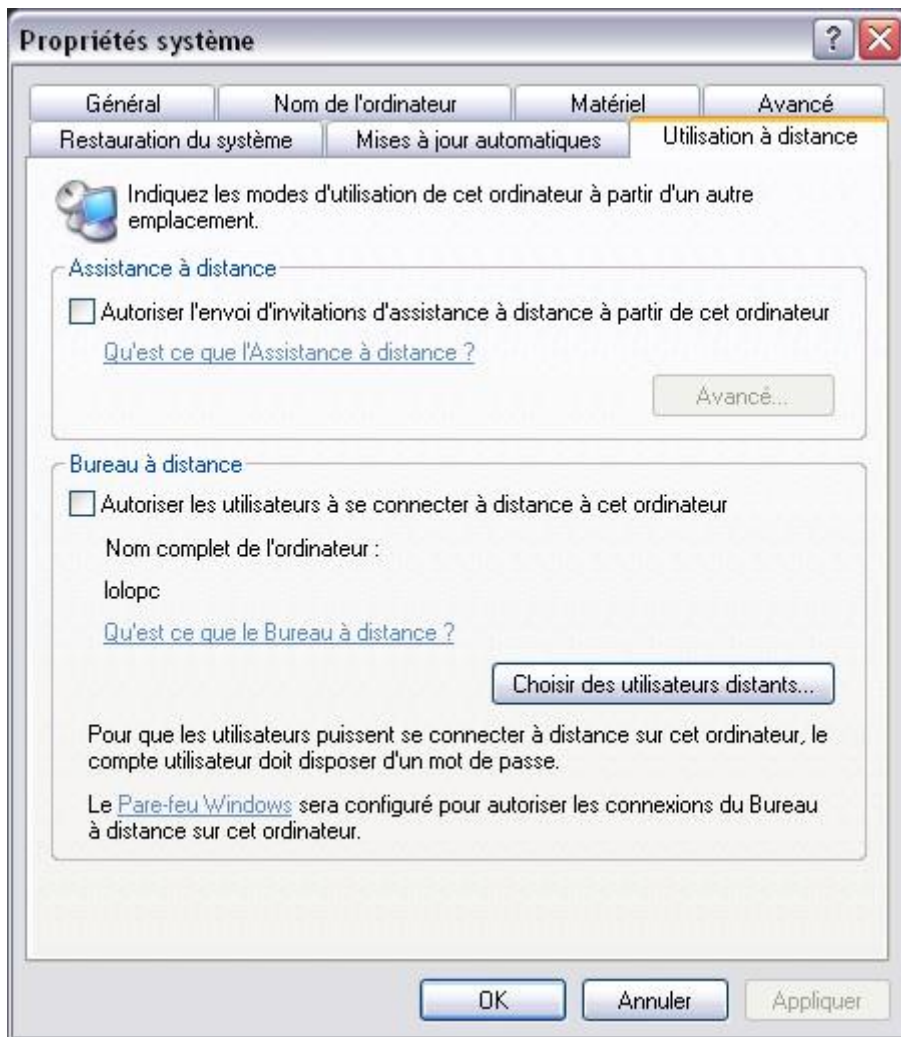 Propriétés système
?
Général
Nom de l'ordinateur
Matériel
Avancé
Restauration du système
Mises à jour automatiques
Utilisation à distance
Indiquez les modes d'utilisation de cet ordinateur à partir d'un autre
emplacement.
Assistance à distance
Autoriser l'envoi d'invitations d'assistance à distance à partir de cet ordinateur
Qu'est ce que l'Assistance à distance ?
Avancé...
Bureau à distance
Autoriser les utilisateurs à se connecter à distance à cet ordinateur
Nom complet de l'ordinateur :
lolopc
Qu'est ce que le Bureau à distance ?
Choisir des utilisateurs distants...
Pour que les utilisateurs puissent se connecter à distance sur cet ordinateur, le
compte utilisateur doit disposer d'un mot de passe.
Le Pare-feu Windows sera configuré pour autoriser les connexions du Bureau
à distance sur cet ordinateur.
OK
Annuler
Appliquer